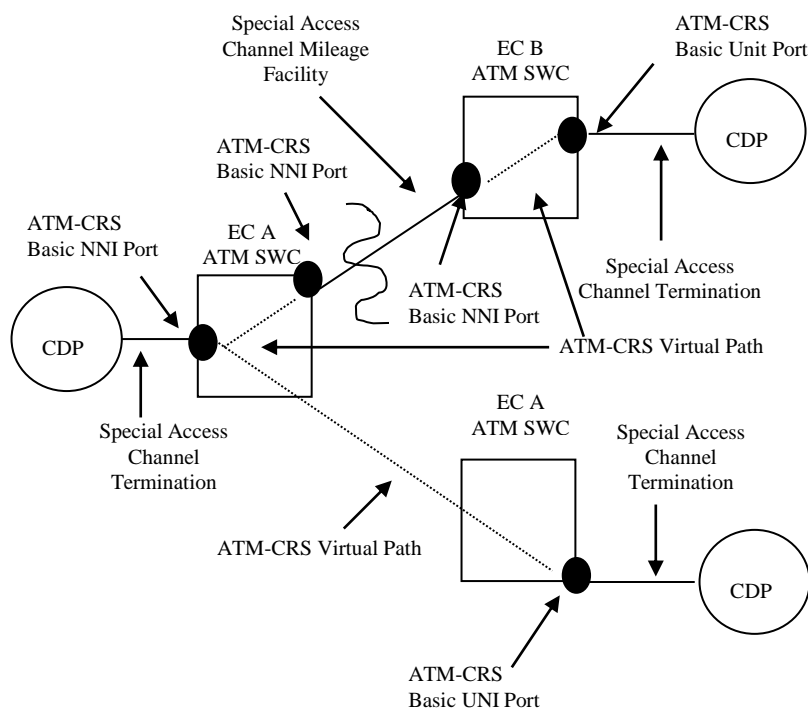 Special Access
Channel Mileage
Facility
EC B
ATM SWC
ATM-CRS
Basic Unit Port
CDP
ATM-CRS
Basic NNI Port
ATM-CRS
Basic NNI Port
EC A
ATM SWC
CDP
ATM-CRS
Basic NNI Port
Special Access
Channel Termination
ATM-CRS Virtual Path
Special Access
Channel
Termination
EC A
ATM SWC
Special Access
Channel
Termination
ATM-CRS Virtual Path
CDP
ATM-CRS
Basic UNI Port